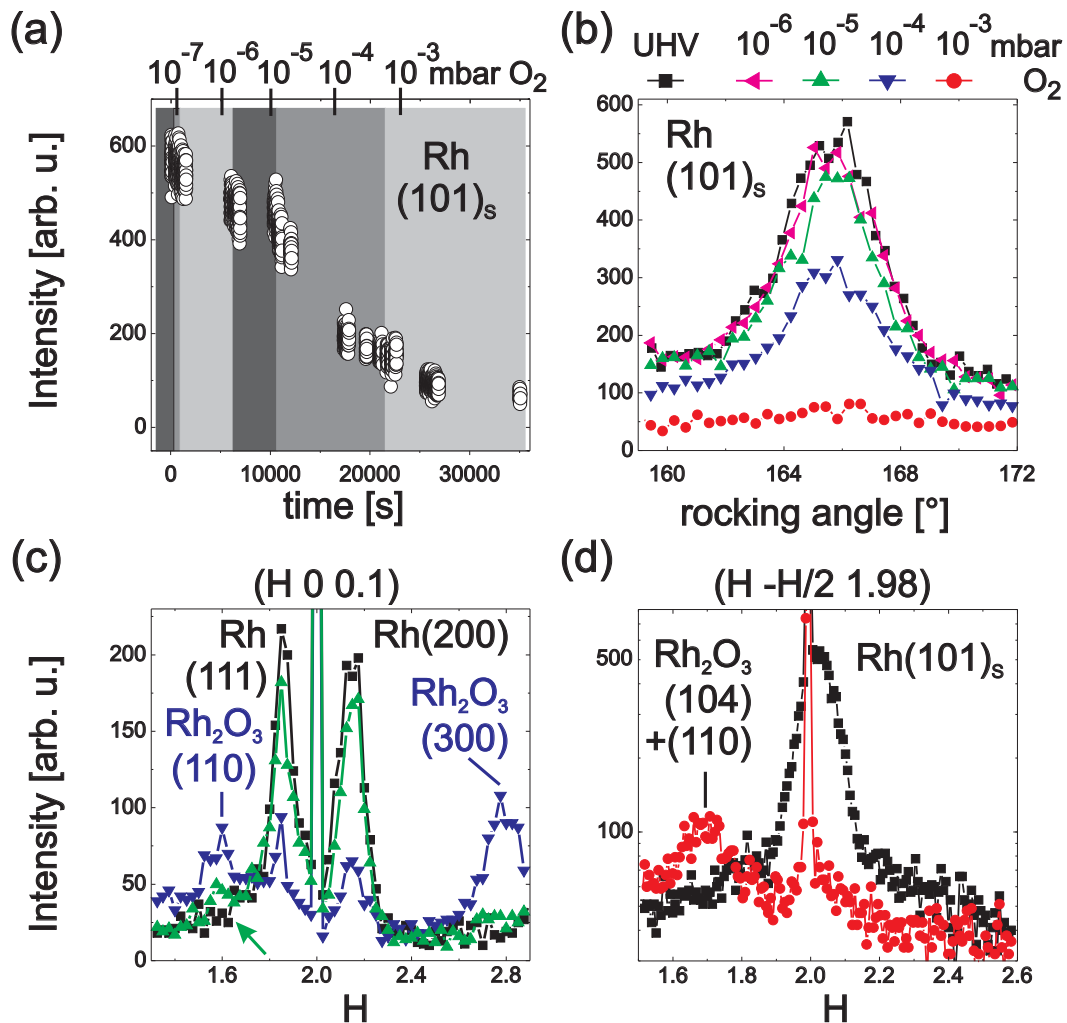 (a)
10⁻⁷ 10⁻⁶ 10⁻⁵ 10⁻⁴ 10⁻³ mbar O₂
Rh
(101)ₛ
600
400
200
0
Intensity [arb. u.]
0 10000 20000 30000
time [s]
(b)
UHV 10⁻⁶ 10⁻⁵ 10⁻⁴ 10⁻³ mbar
O₂
Rh
(101)ₛ
600
500
400
300
200
100
0
160 164 168 172
rocking angle [°]
(c)
(H 0 0.1)
Rh
(111)
Rh₂O₃
(110)
Rh(200)
Rh₂O₃
(300)
200
150
100
50
0
Intensity [arb. u.]
1.6 2.0 2.4 2.8
H
(d)
(H -H/2 1.98)
Rh₂O₃
(104)
+(110)
Rh(101)ₛ
500
100
1.6 1.8 2.0 2.2 2.4 2.6
H